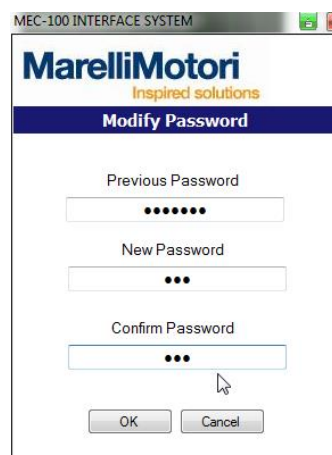 MEC-100 INTERFACE SYSTEM
MarelliMotori
Inspired solutions
Modify Password
Previous Password
•••••••
New Password
•••
Confirm Password
•••
OK Cancel